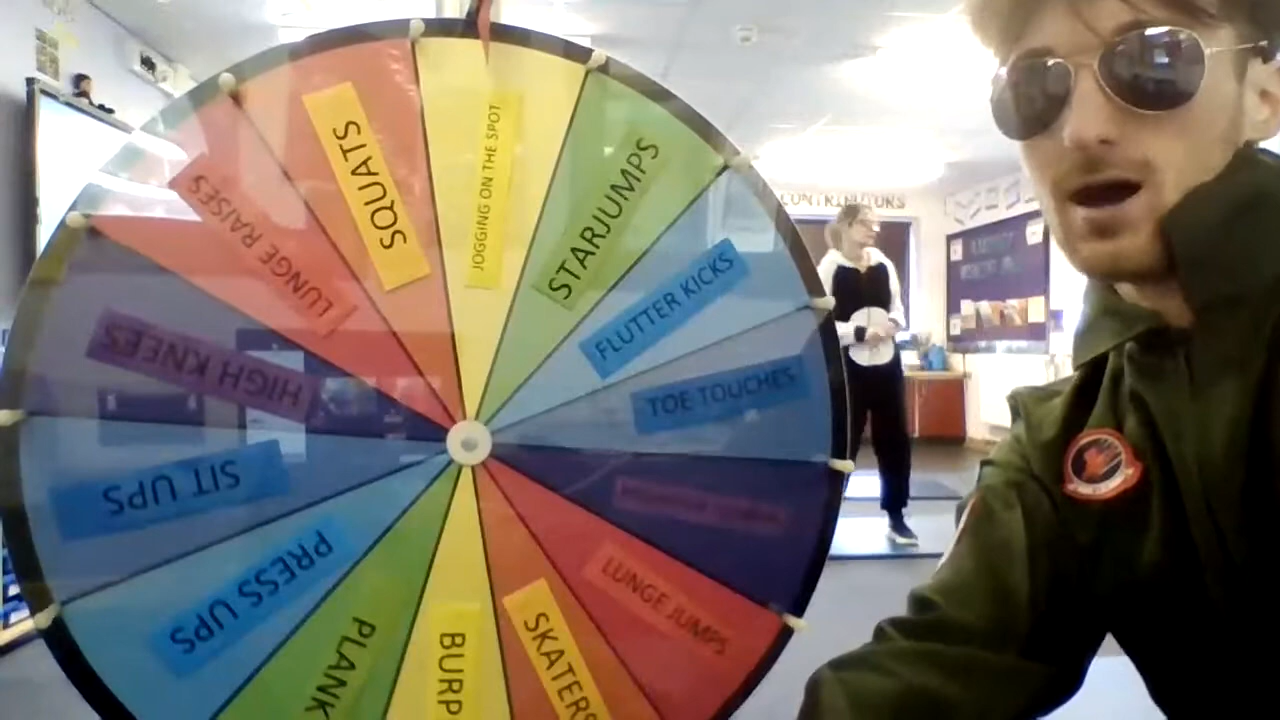 JOGGING ON THE SPOT
STARJUMPS
FLUTTER KICKS
TOE TOUCHES
LUNGE JUMPS
SKATERS
BURP
PLANK
PRESS UPS
SIT UPS
HIGH KNEES
LUNGE RAISES
SQUATS
CONTRIBUTORS